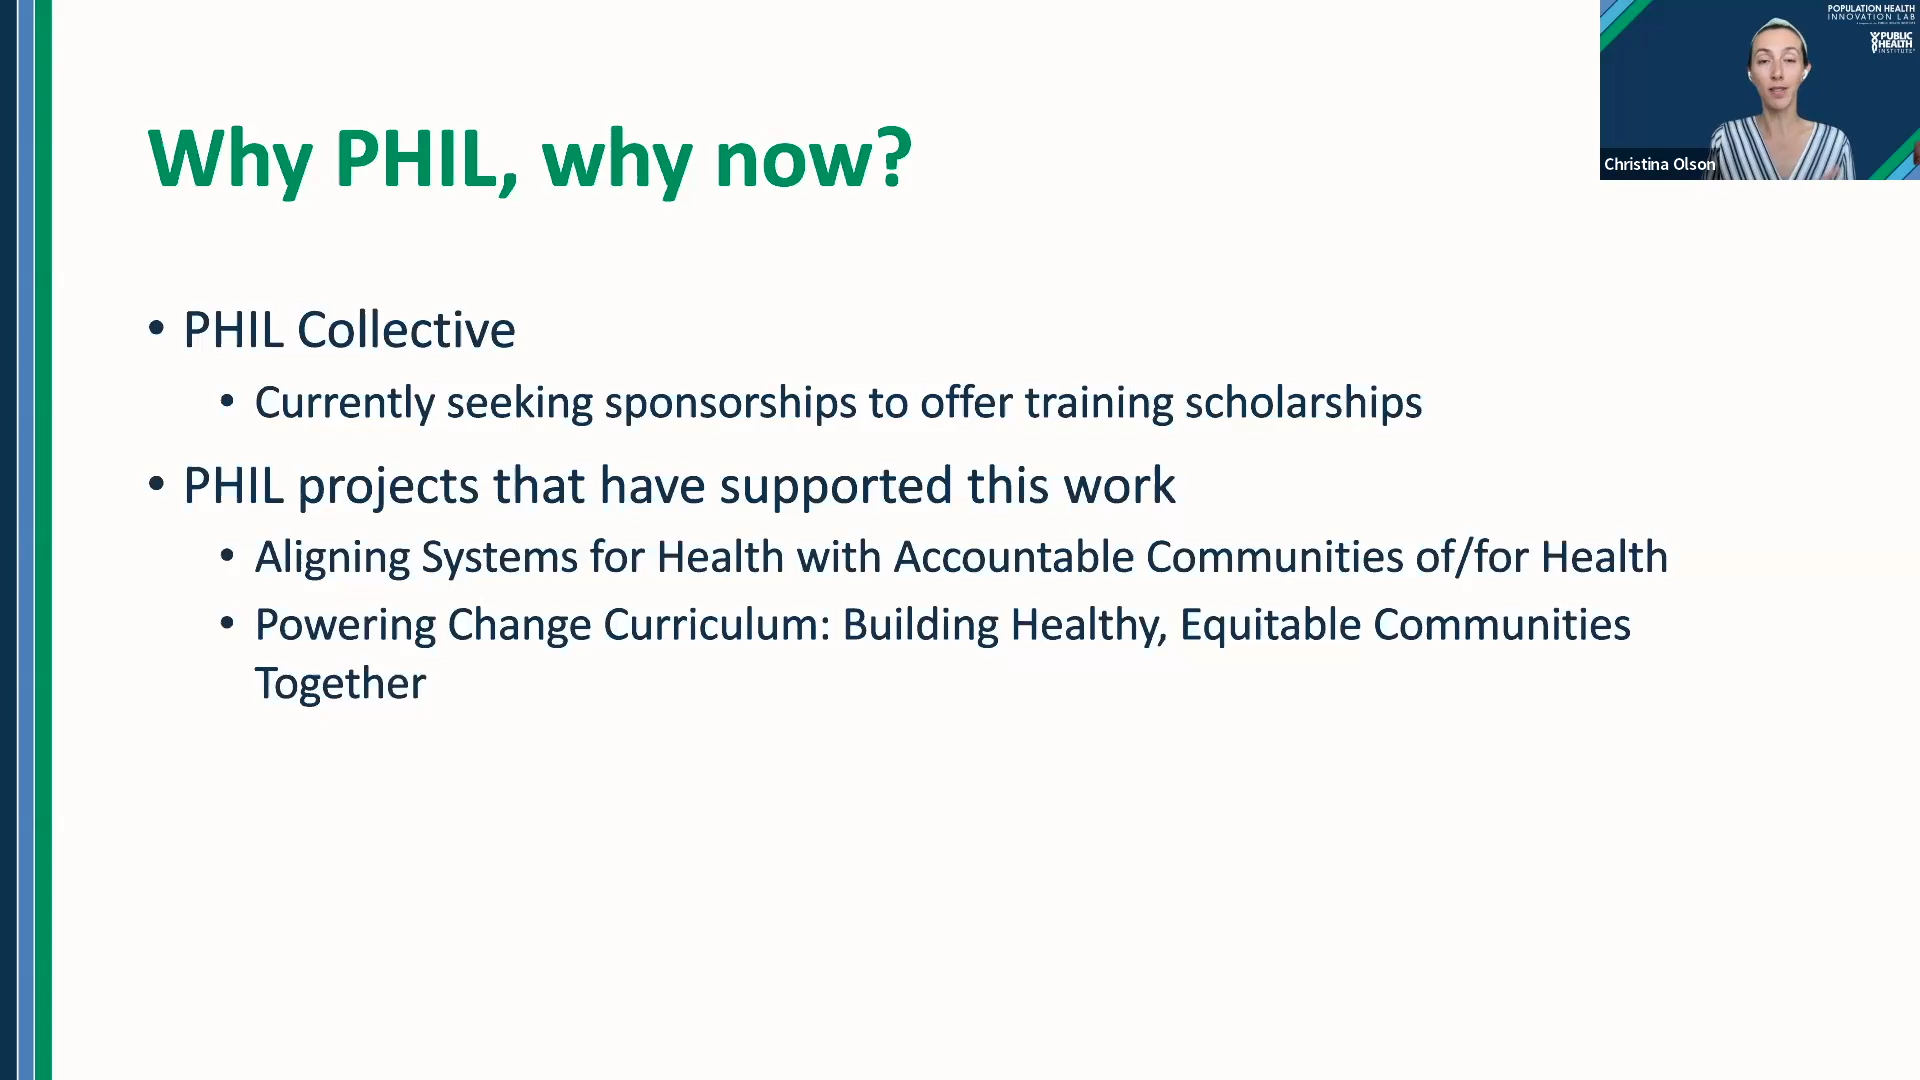 POPULATION HEALTH
INNOVATION LAB
PUBLIC
HEALTH
INSTITUTE
Christina Olson
Why PHIL, why now?
• PHIL Collective
• Currently seeking sponsorships to offer training scholarships
• PHIL projects that have supported this work
• Aligning Systems for Health with Accountable Communities of/for Health
• Powering Change Curriculum: Building Healthy, Equitable Communities
Together